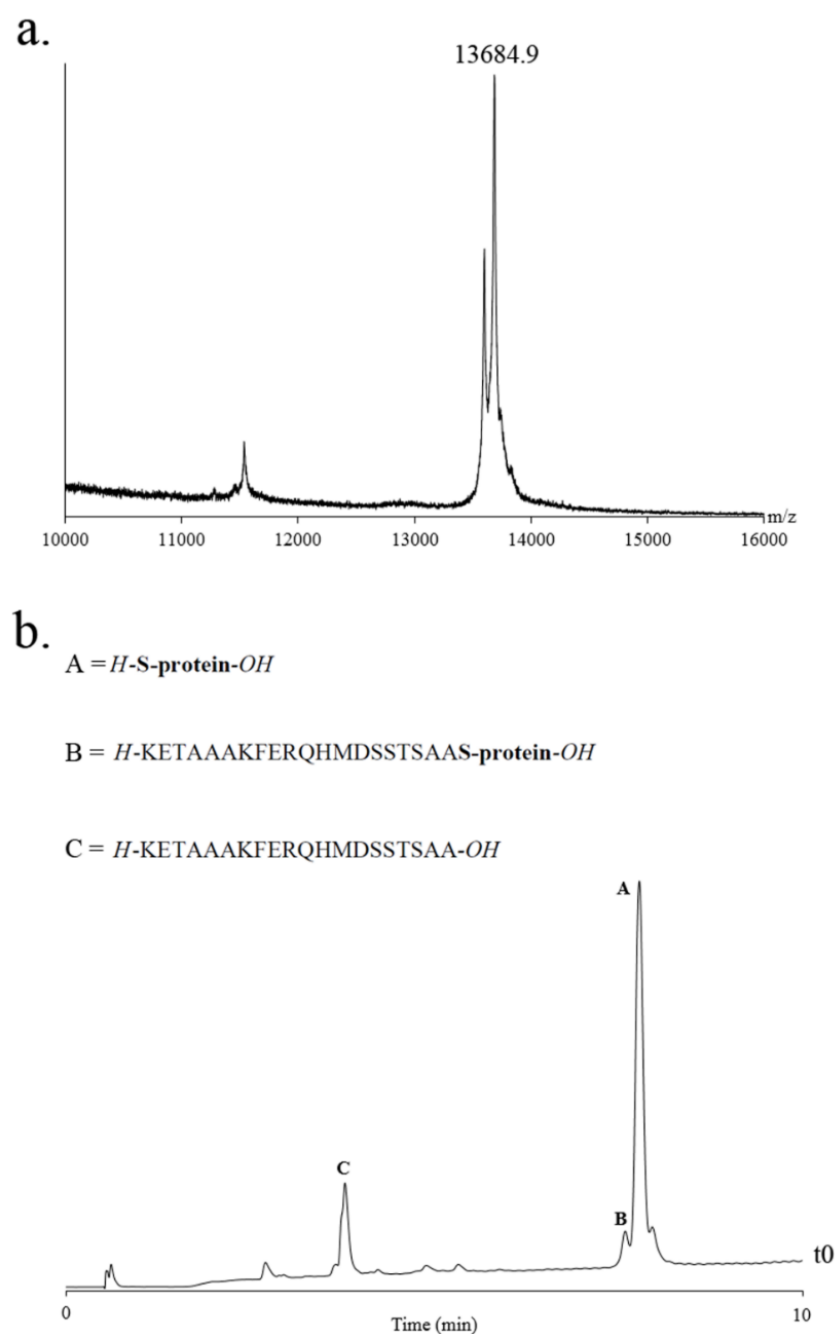 a.
13684.9
m/z
10000 11000 12000 13000 14000 15000 16000
b.
A = H-S-protein-OH
B = H-KETAAAKFERQHMDSSTSAAS-protein-OH
C = H-KETAAAKFERQHMDSSTSAA-OH
A
C
B
t0
0 10
Time (min)